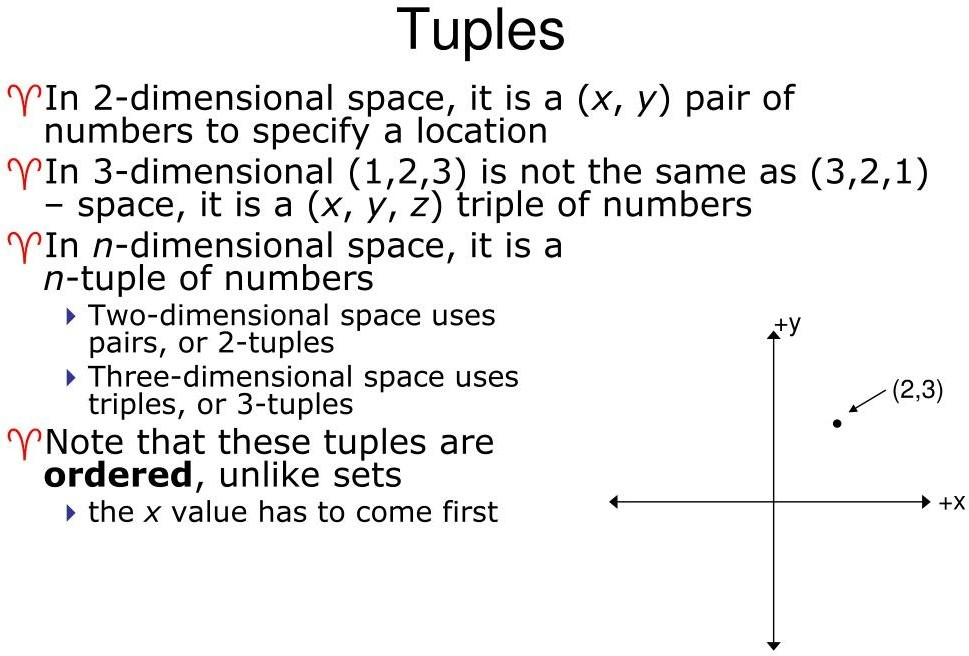 Tuples
In 2-dimensional space, it is a (x, y) pair of
numbers to specify a location
In 3-dimensional (1,2,3) is not the same as (3,2,1)
– space, it is a (x, y, z) triple of numbers
In n-dimensional space, it is a
n-tuple of numbers
Two-dimensional space uses
pairs, or 2-tuples
Three-dimensional space uses
triples, or 3-tuples
Note that these tuples are
ordered, unlike sets
the x value has to come first
+y
(2,3)
+x